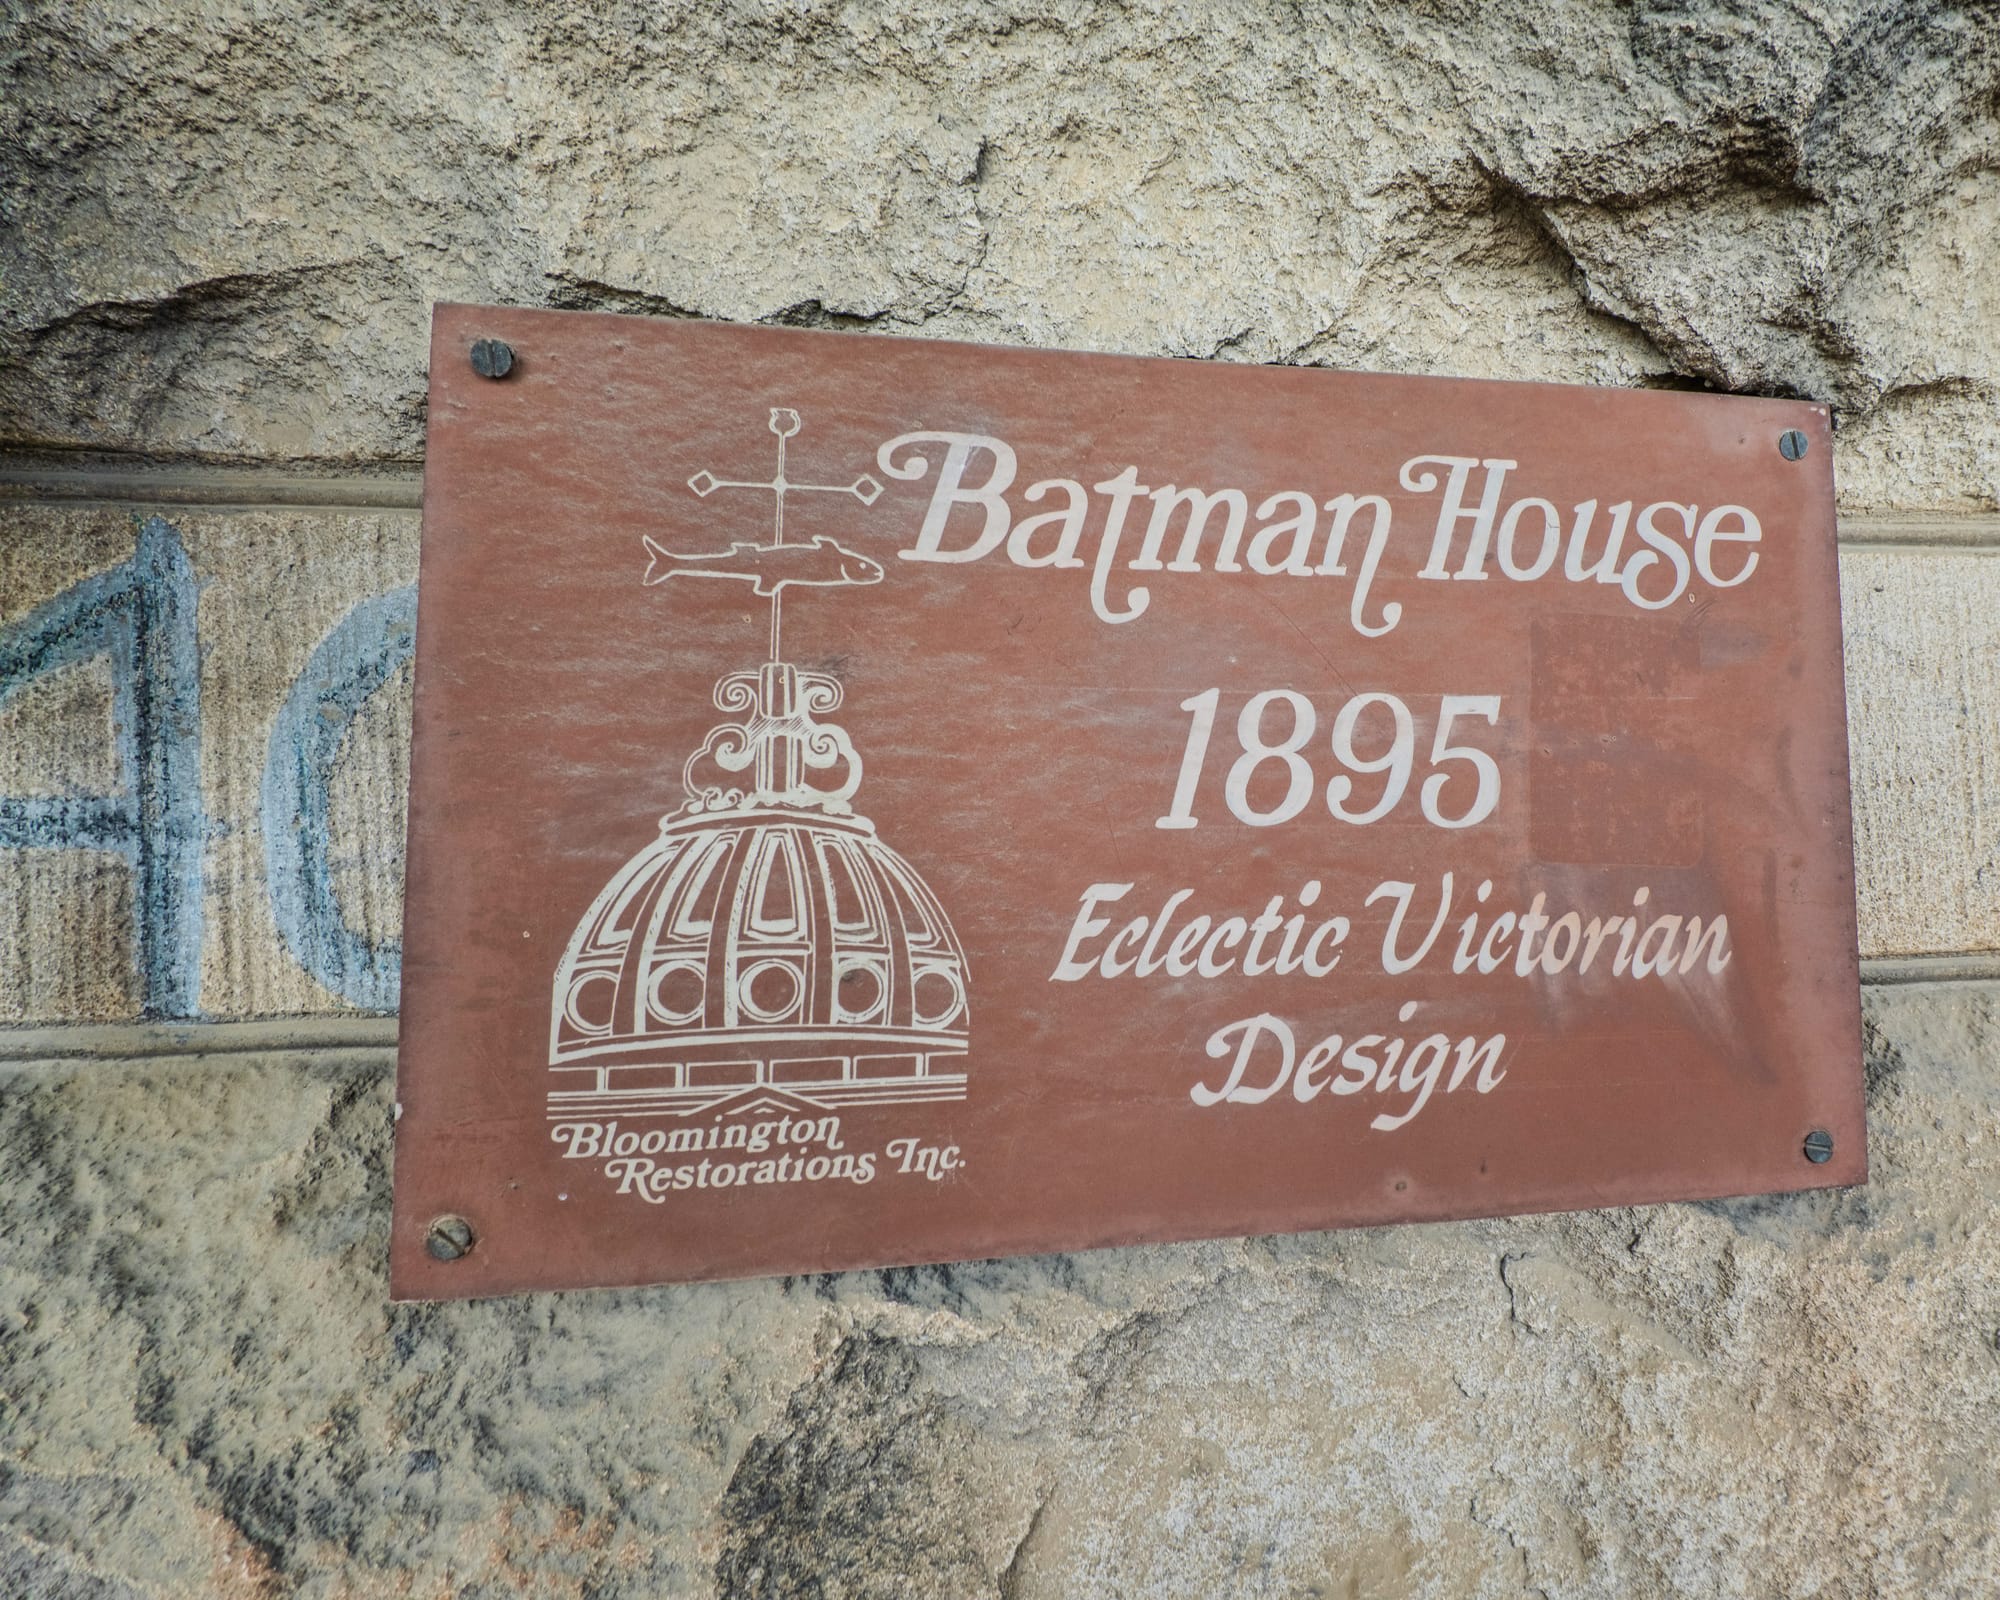 Batman House
1895
Eclectic Victorian
Design
Bloomington
Restorations Inc.